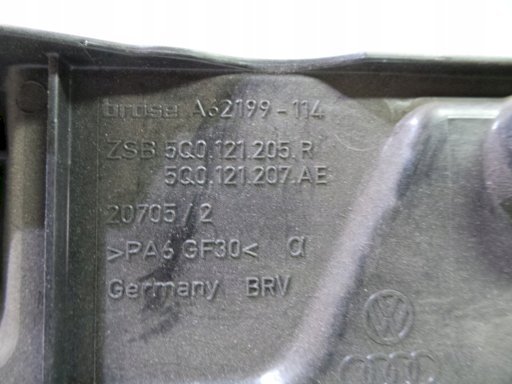 brose A62199-114
ZSB 5Q0.121.205.R
5Q0.121.207.AE
20705/2
>PA6 GF30< α
Germany BRV